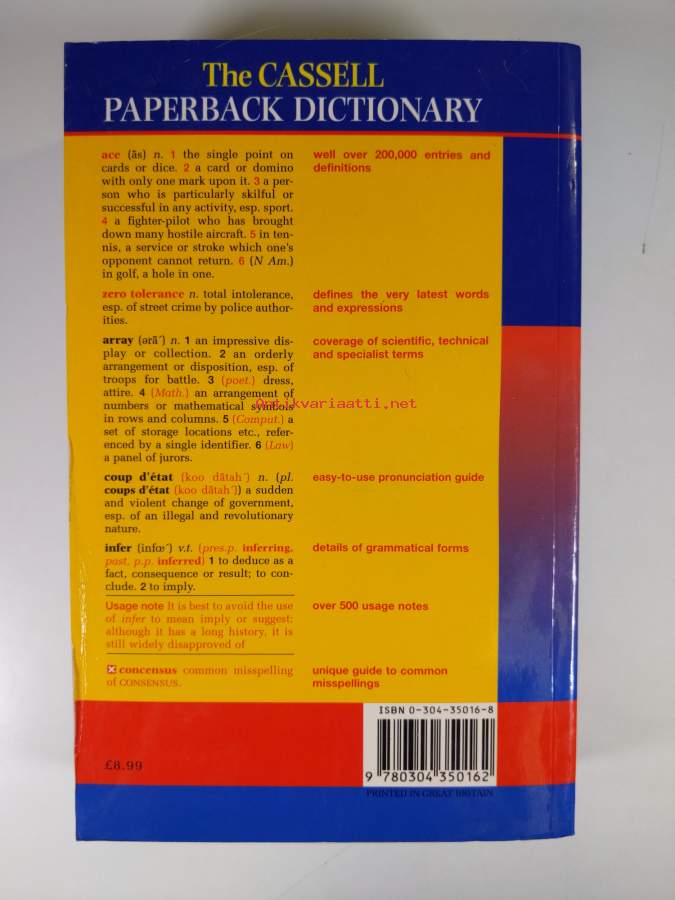 The CASSELL
PAPERBACK DICTIONARY
ace (ās) n. 1 the single point on
cards or dice. 2 a card or domino
with only one mark upon it. 3 a per-
son who is particularly skilful or
successful in any activity, esp. sport.
4 a fighter-pilot who has brought
down many hostile aircraft. 5 in ten-
nis, a service or stroke which one's
opponent cannot return. 6 (N Am.)
in golf, a hole in one.
well over 200,000 entries and
definitions
zero tolerance n. total intolerance,
esp. of street crime by police author-
ities.
defines the very latest words
and expressions
array (ərā´) n. 1 an impressive dis-
play or collection. 2 an orderly
arrangement or disposition, esp. of
troops for battle. 3 (poet.) dress,
attire. 4 (Math.) an arrangement of
numbers or mathematical symbols
in rows and columns. 5 (Comput.) a
set of storage locations etc., refer-
enced by a single identifier. 6 (Law)
a panel of jurors.
coverage of scientific, technical
and specialist terms
Antikvariaatti.net
coup d'état (koo dātah´) n. (pl.
coups d'état (koo dātah´)) a sudden
and violent change of government,
esp. of an illegal and revolutionary
nature.
easy-to-use pronunciation guide
infer (infœ´) v.t. (pres.p. inferring,
past, p.p. inferred) 1 to deduce as a
fact, consequence or result; to con-
clude. 2 to imply.
details of grammatical forms
Usage note It is best to avoid the use
of infer to mean imply or suggest:
although it has a long history, it is
still widely disapproved of
over 500 usage notes
concensus common misspelling
of CONSENSUS.
unique guide to common
misspellings
ISBN 0-304-35016-8
9 780304 350162
£8.99
PRINTED IN GREAT BRITAIN